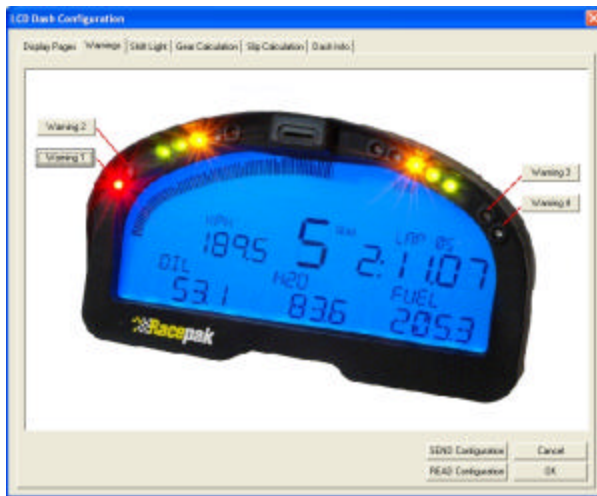 LCD Dash Configuration
Display Pages Warnings Shift Light Gear Calculation Slip Calculation Dash Info
Warning 2
Warning 1
Warning 3
Warning 4
MPH
189.5
5
LAP 05
2:11.07
OIL
53.1
H2O
83.6
FUEL
205.3
Racepak
SEND Configuration Cancel
READ Configuration OK